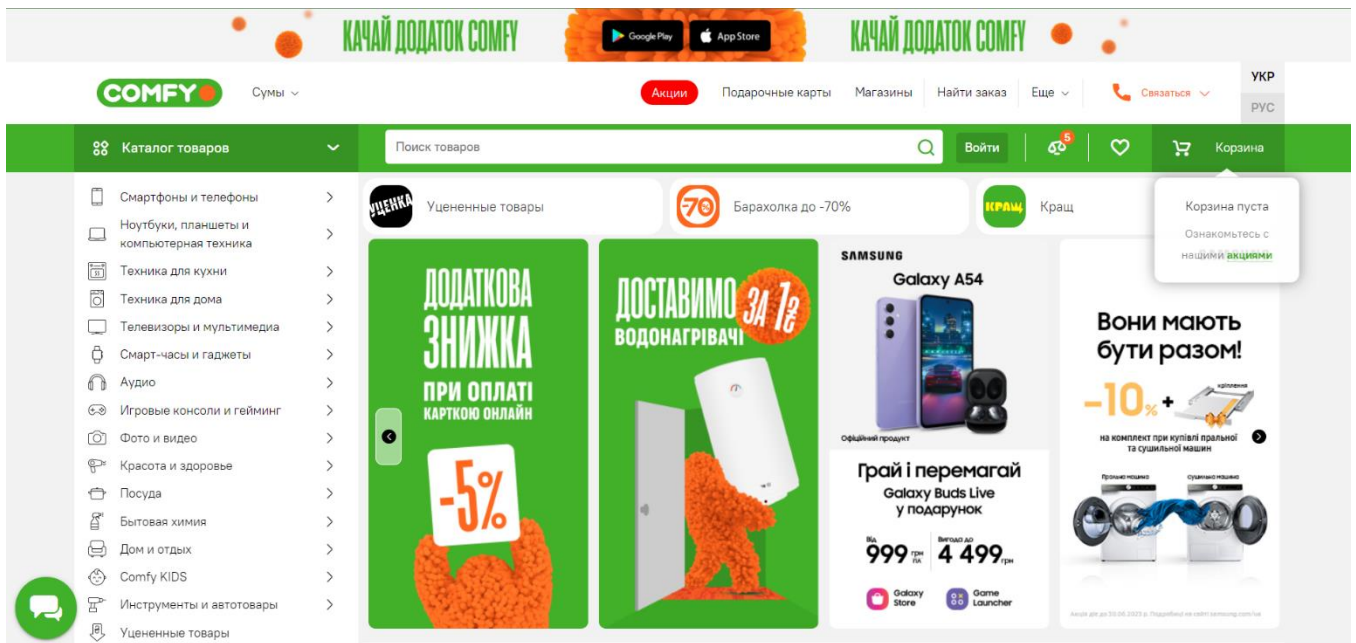 КАЧАЙ ДОДАТОК COMFY
Google Play
App Store
КАЧАЙ ДОДАТОК COMFY
COMFY
Сумы
Акции
Подарочные карты
Магазины
Найти заказ
Еще
Связаться
УКР
РУС
Каталог товаров
Поиск товаров
Войти
5
Корзина
Смартфоны и телефоны
Ноутбуки, планшеты и
компьютерная техника
Техника для кухни
Техника для дома
Телевизоры и мультимедиа
Смарт-часы и гаджеты
Аудио
Игровые консоли и гейминг
Фото и видео
Красота и здоровье
Посуда
Бытовая химия
Дом и отдых
Comfy KIDS
Инструменты и автотовары
Уцененные товары
УЦЕНКА
Уцененные товары
-70%
Барахолка до -70%
КРАЩ
Кращ
Корзина пуста
Ознакомьтесь с
нашими акциями
ДОДАТКОВА
ЗНИЖКА
ПРИ ОПЛАТІ
КАРТКОЮ ОНЛАЙН
-5%
ДОСТАВИМО ЗА 1₴
ВОДОНАГРІВАЧІ
SAMSUNG
Galaxy A54
Офіційний продукт
Грай і перемагай
Galaxy Buds Live
у подарунок
Від
999 грн
Вигода до
4 499 грн
Galaxy
Store
Game
Launcher
Вони мають
бути разом!
-10% +
кріплення
на комплект при купівлі пральної
та сушильної машин
Пральна машина
Сушильна машина